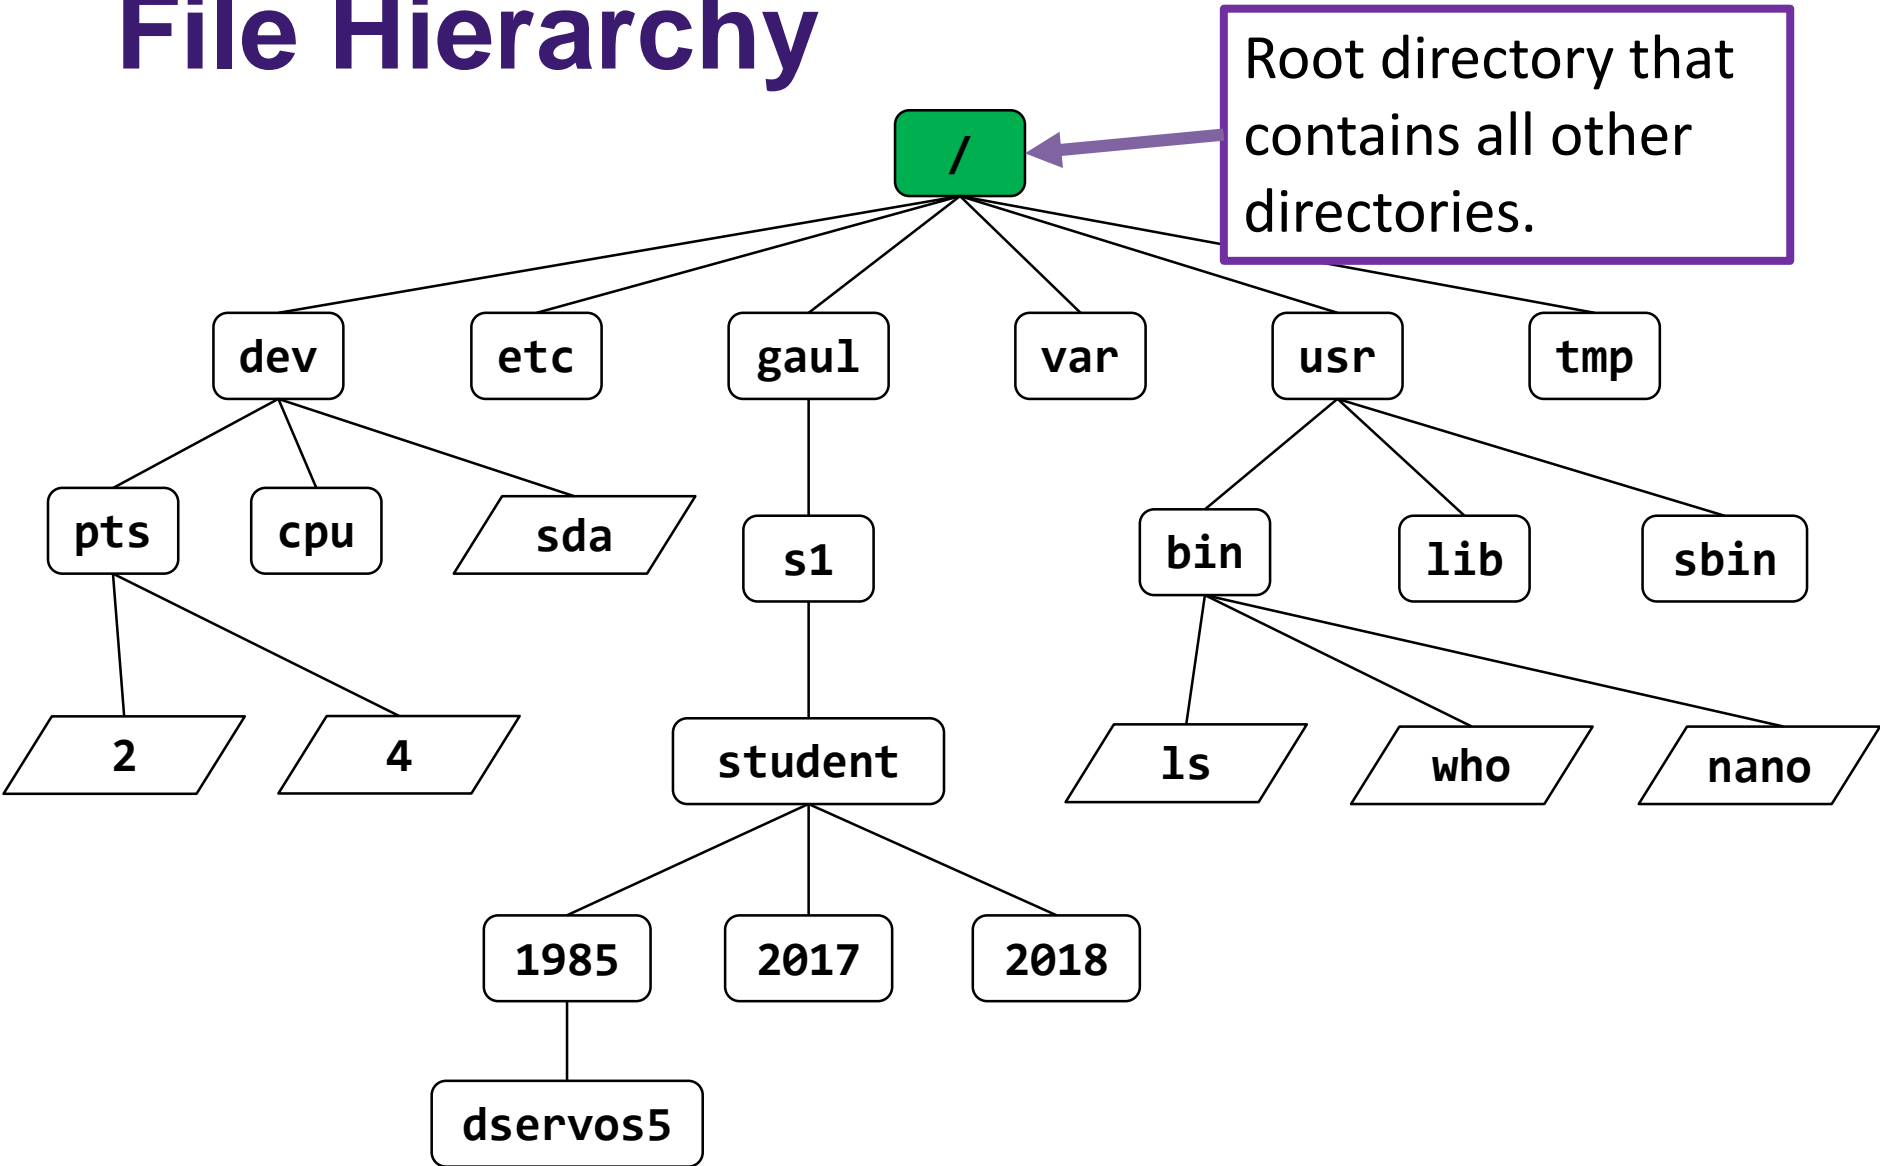 File Hierarchy
Root directory that
contains all other
directories.
/
dev
etc
gaul
var
usr
tmp
pts
cpu
sda
s1
bin
lib
sbin
2
4
student
ls
who
nano
1985
2017
2018
dservos5